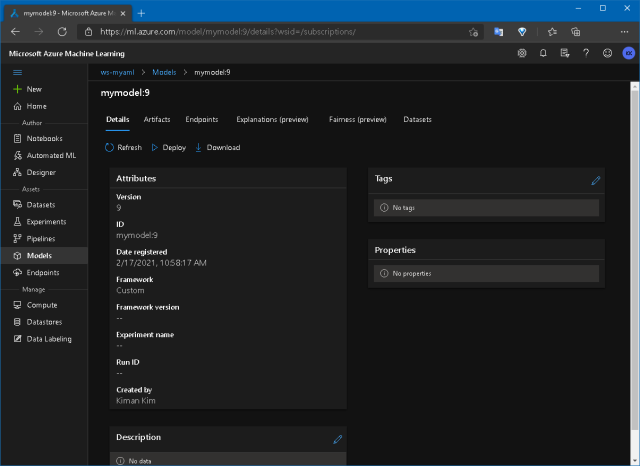 mymodel:9 - Microsoft Azure Ma
https://ml.azure.com/model/mymodel:9/details?wsid=/subscriptions/
Microsoft Azure Machine Learning
KK
New
Home
Author
Notebooks
Automated ML
Designer
Assets
Datasets
Experiments
Pipelines
Models
Endpoints
Manage
Compute
Datastores
Data Labeling
ws-myaml > Models > mymodel:9
mymodel:9
Details Artifacts Endpoints Explanations (preview) Fairness (preview) Datasets
Refresh Deploy Download
Attributes
Version
9
ID
mymodel:9
Date registered
2/17/2021, 10:58:17 AM
Framework
Custom
Framework version
--
Experiment name
--
Run ID
--
Created by
Kiman Kim
Description
No data
Tags
No tags
Properties
No properties